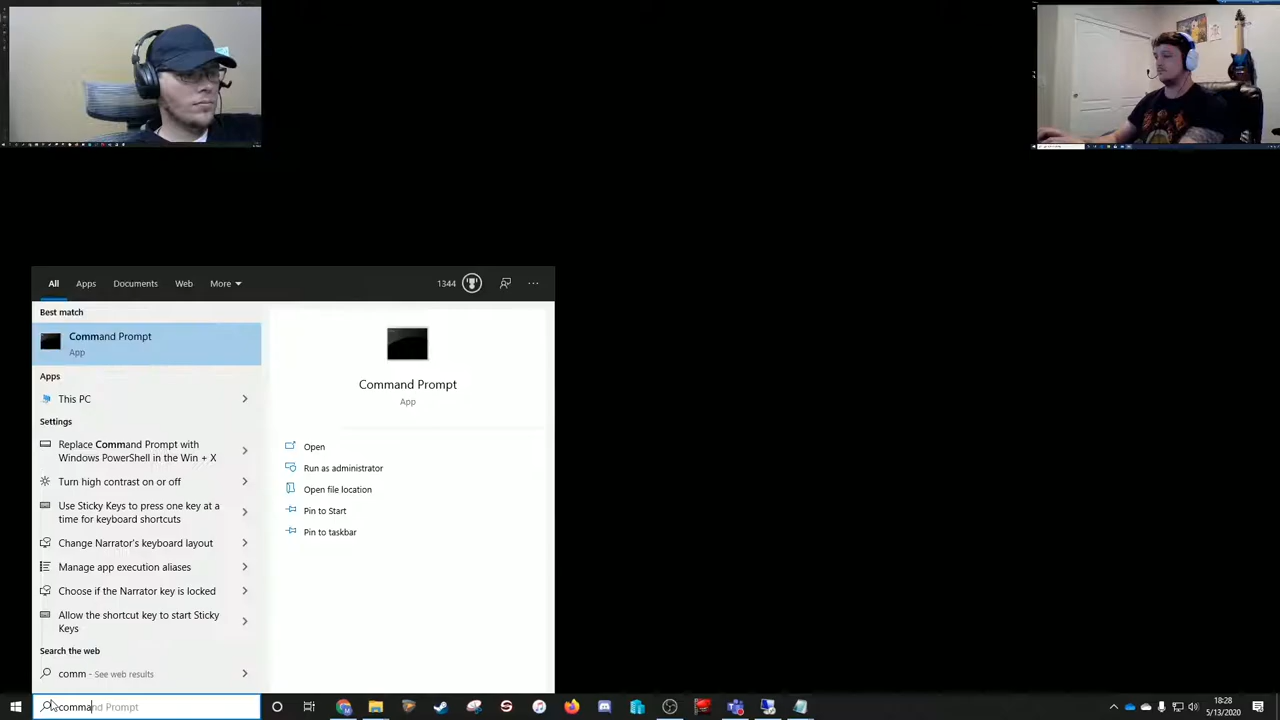 All Apps Documents Web More 1344 ...
Best match
Command Prompt
App
Apps
This PC
Settings
Replace Command Prompt with
Windows PowerShell in the Win + X
Turn high contrast on or off
Use Sticky Keys to press one key at a
time for keyboard shortcuts
Change Narrator's keyboard layout
Manage app execution aliases
Choose if the Narrator key is locked
Allow the shortcut key to start Sticky
Keys
Search the web
comm - See web results
Command Prompt
App
Open
Run as administrator
Open file location
Pin to Start
Pin to taskbar
command Prompt
18:28
5/13/2020